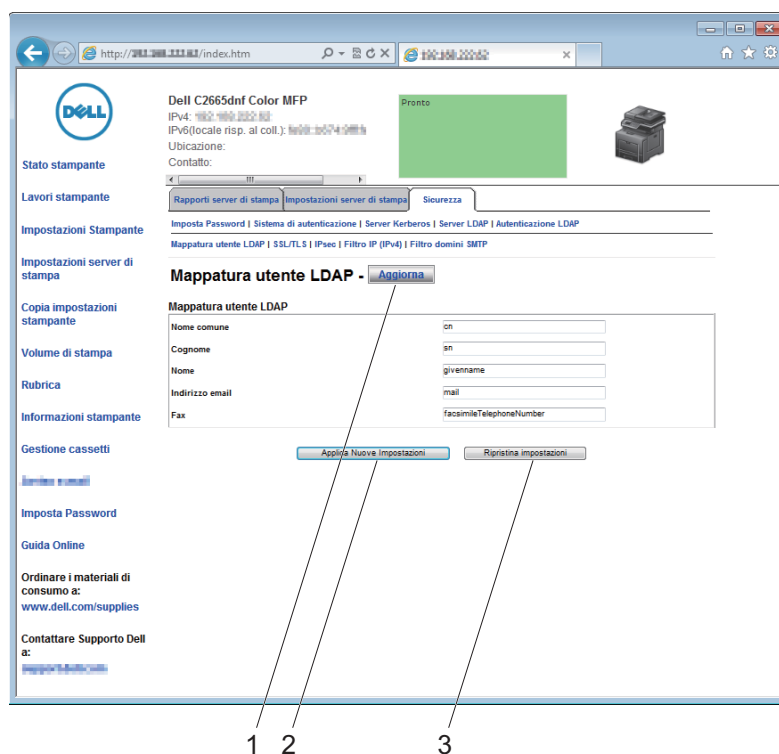 http:// /index.htm
DELL
Dell C2665dnf Color MFP
IPv4:
IPv6(locale risp. al coll.):
Ubicazione:
Contatto:
Pronto
Stato stampante
Lavori stampante
Impostazioni Stampante
Impostazioni server di
stampa
Copia impostazioni
stampante
Volume di stampa
Rubrica
Informazioni stampante
Gestione cassetti
Imposta Password
Guida Online
Ordinare i materiali di
consumo a:
www.dell.com/supplies
Contattare Supporto Dell
a:
Rapporti server di stampa Impostazioni server di stampa Sicurezza
Imposta Password | Sistema di autenticazione | Server Kerberos | Server LDAP | Autenticazione LDAP
Mappatura utente LDAP | SSL/TLS | IPsec | Filtro IP (IPv4) | Filtro domini SMTP
Mappatura utente LDAP - Aggiorna
Mappatura utente LDAP
Nome comune cn
Cognome sn
Nome givenname
Indirizzo email mail
Fax facsimileTelephoneNumber
Applica Nuove Impostazioni Ripristina impostazioni
1 2 3